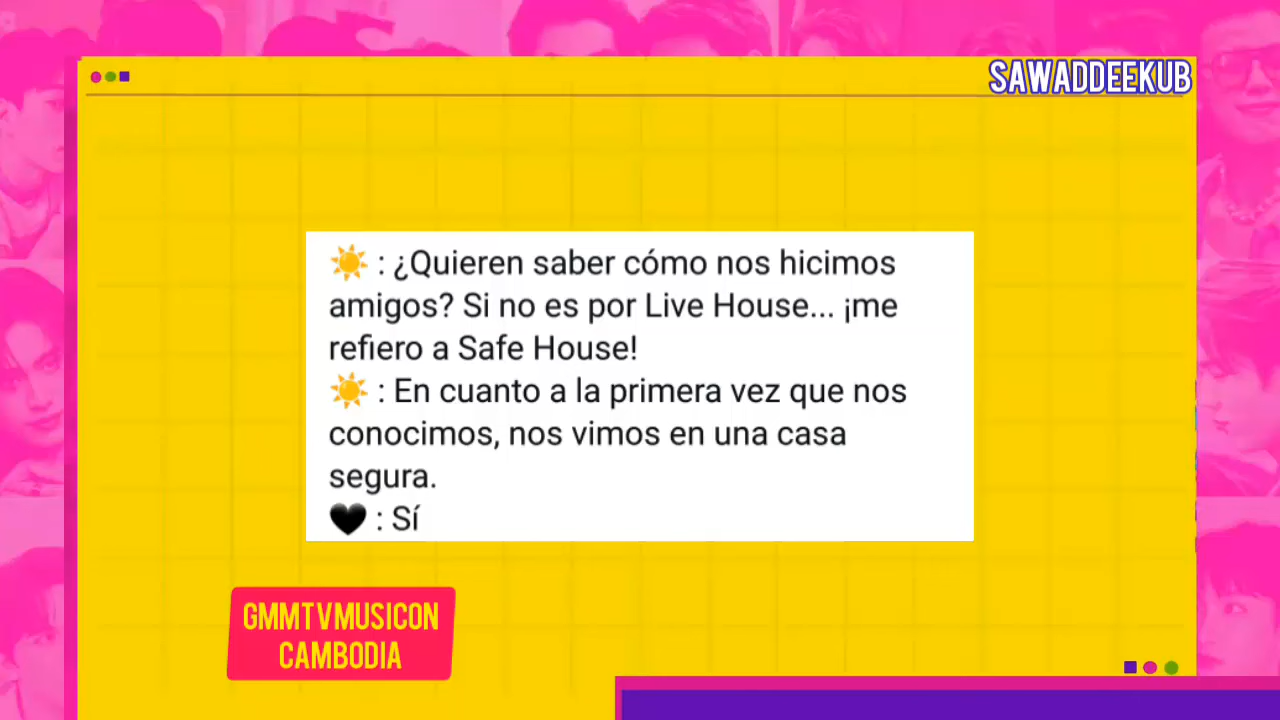 SAWADDEEKUB
☀️ : ¿Quieren saber cómo nos hicimos
amigos? Si no es por Live House... ¡me
refiero a Safe House!
☀️ : En cuanto a la primera vez que nos
conocimos, nos vimos en una casa
segura.
🖤 : Sí
GMMTVMUSICON
CAMBODIA